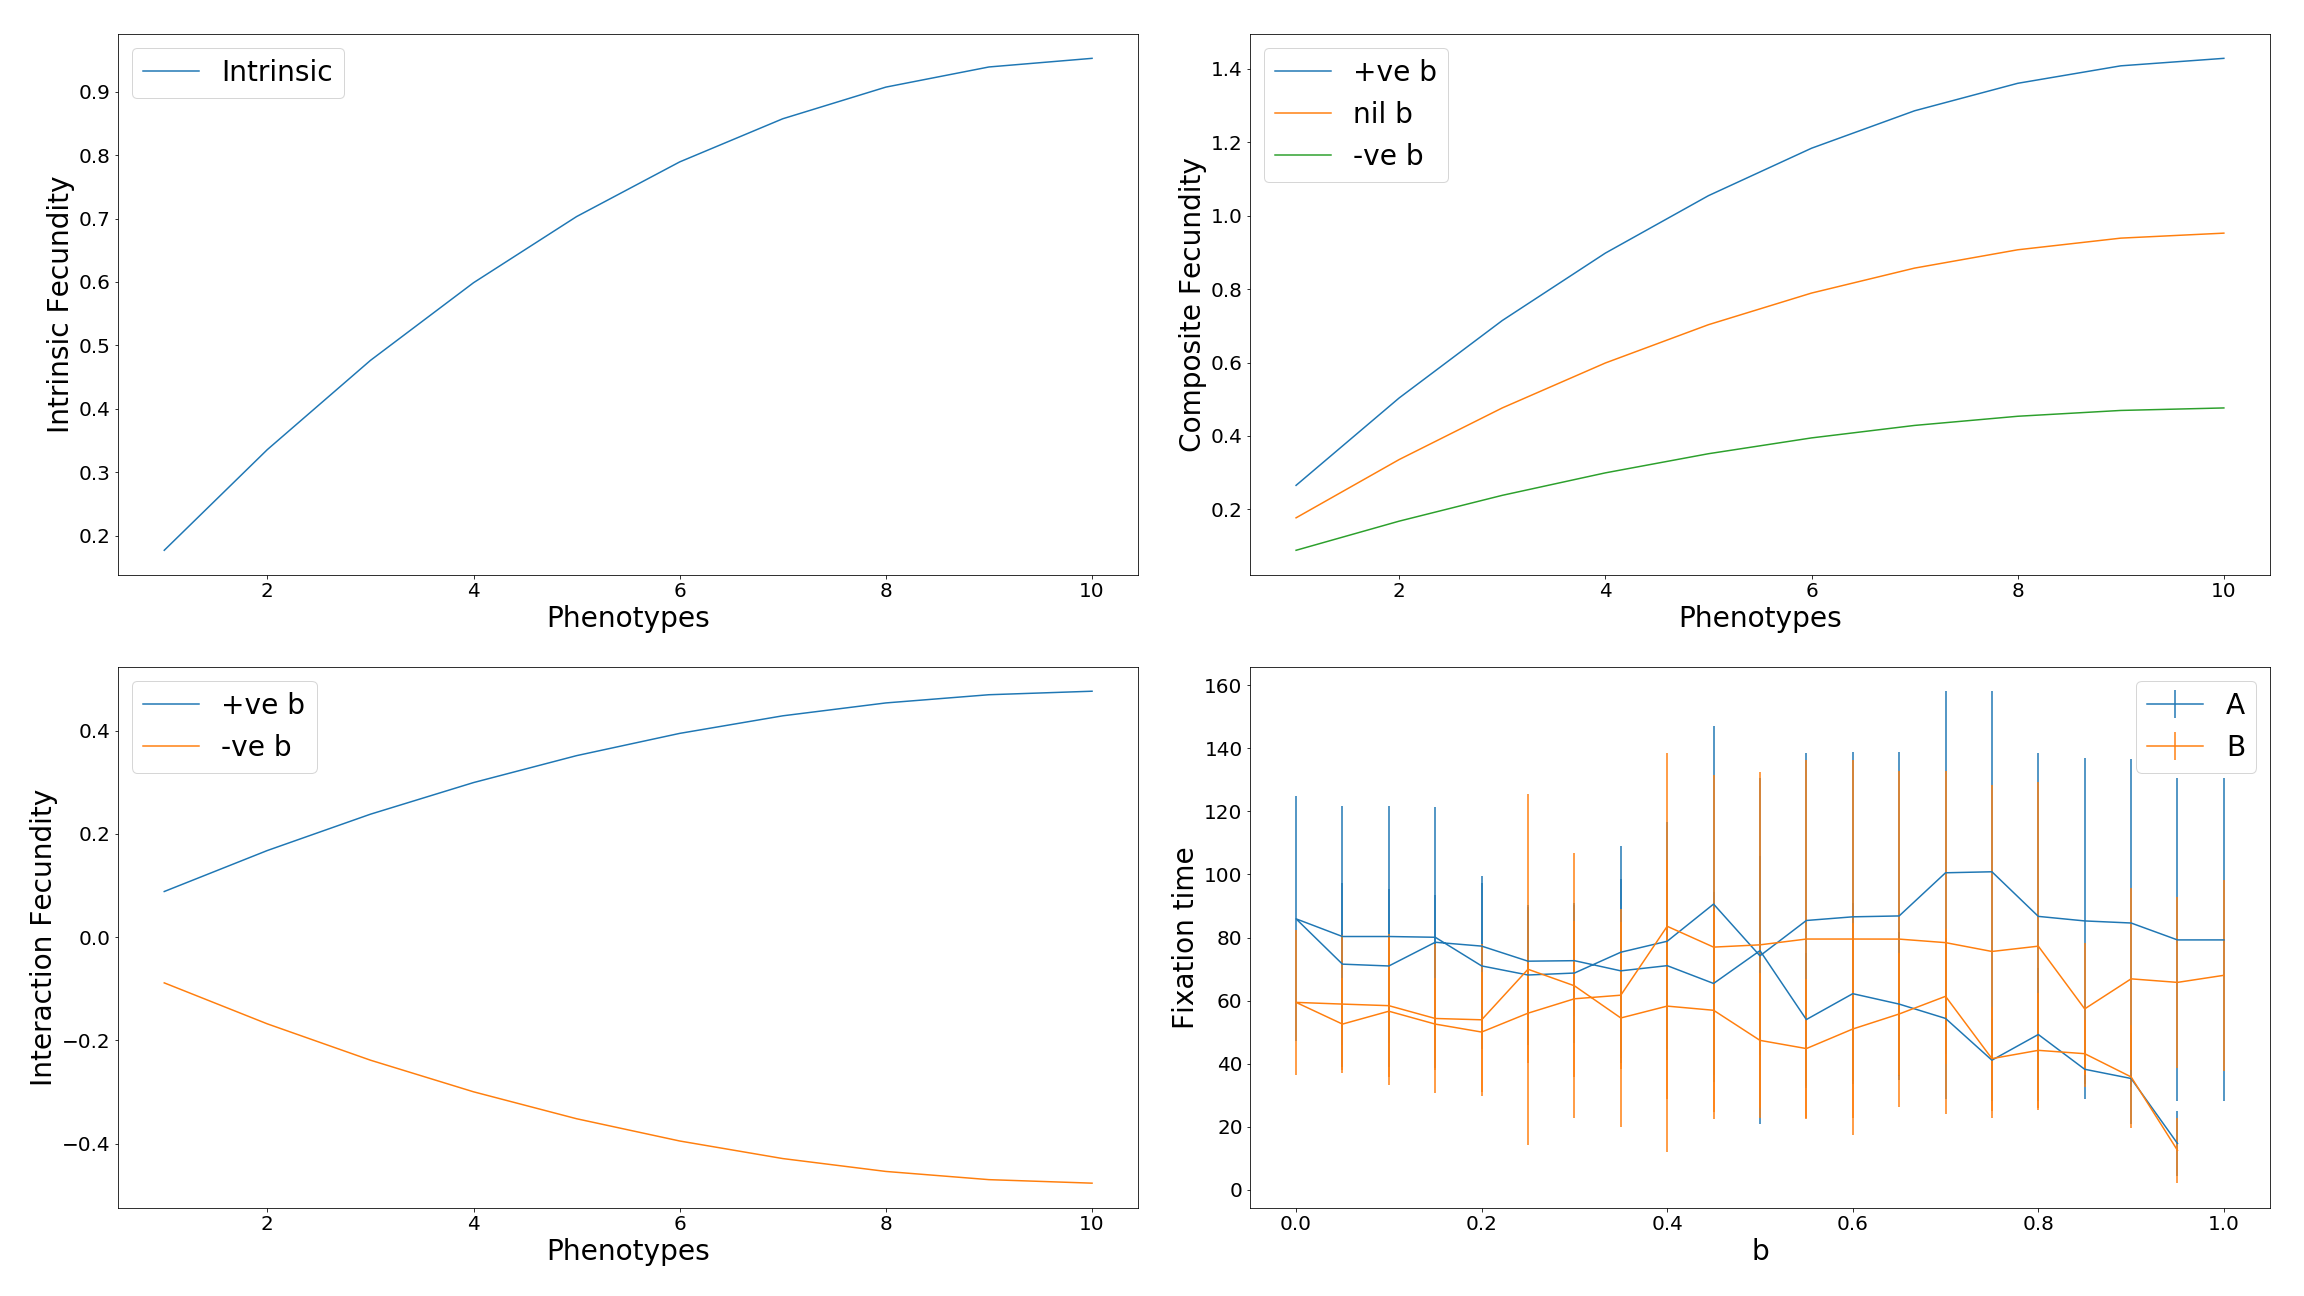 Intrinsic
0.9
0.8
0.7
0.6
0.5
0.4
0.3
0.2
Intrinsic Fecundity
2 4 6 8 10
Phenotypes
+ve b
nil b
-ve b
1.4
1.2
1.0
0.8
0.6
0.4
0.2
Composite Fecundity
2 4 6 8 10
Phenotypes
+ve b
-ve b
0.4
0.2
0.0
−0.2
−0.4
Interaction Fecundity
2 4 6 8 10
Phenotypes
A
B
160
140
120
100
80
60
40
20
0
Fixation time
0.0 0.2 0.4 0.6 0.8 1.0
b